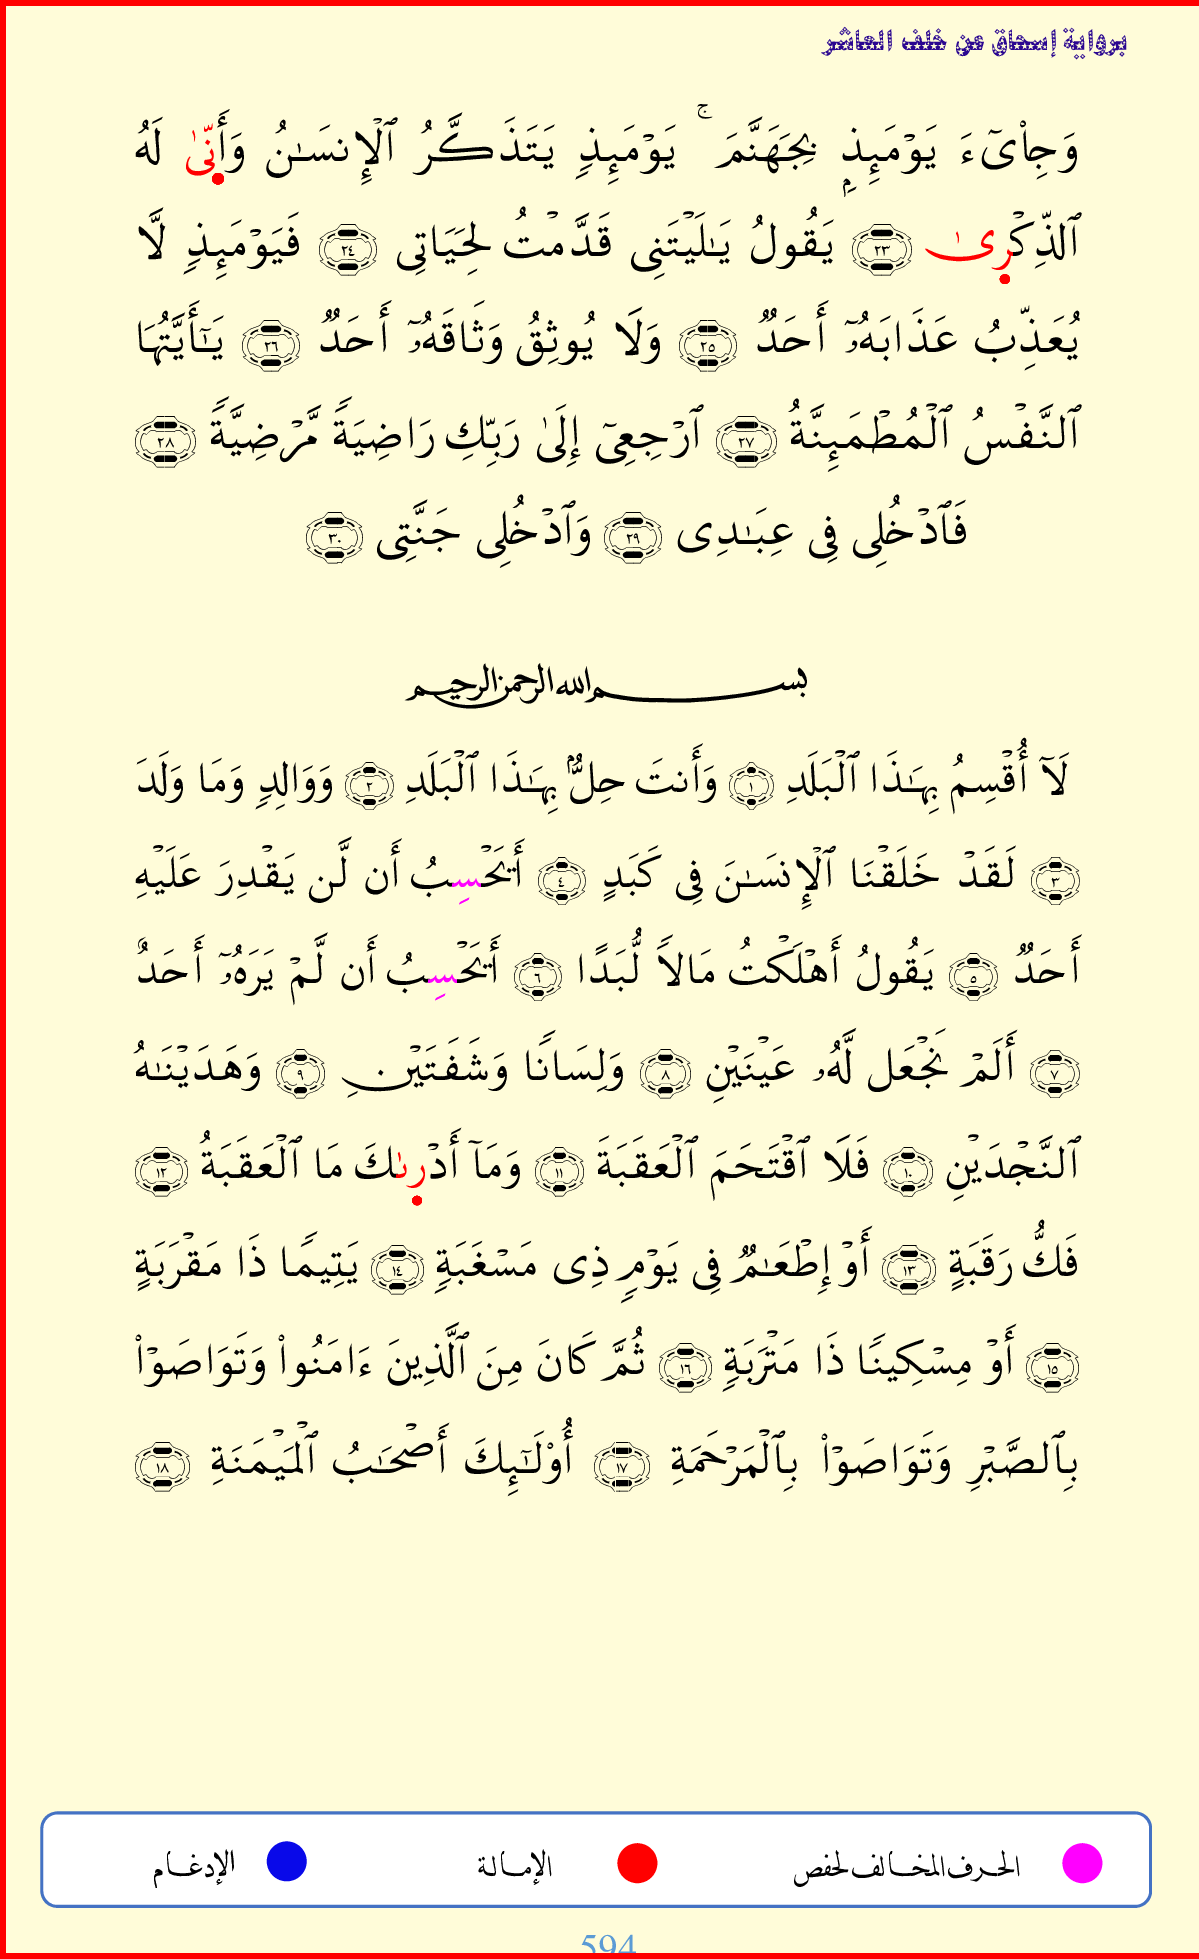 برواية إسحاق عن خلف العاشر
وَجِا۟ىٓءَ يَوۡمَئِذِۭ بِجَهَنَّمَۚ يَوۡمَئِذٖ يَتَذَكَّرُ ٱلۡإِنسَٰنُ وَأَنّىٰ لَهُ
ٱلذِّكۡرِىٰ ٢٣ يَقُولُ يَٰلَيۡتَنِى قَدَّمۡتُ لِحَيَاتِى ٢٤ فَيَوۡمَئِذٖ لَّا
يُعَذِّبُ عَذَابَهُۥٓ أَحَدٞ ٢٥ وَلَا يُوثِقُ وَثَاقَهُۥٓ أَحَدٞ ٢٦ يَٰٓأَيَّتُهَا
ٱلنَّفۡسُ ٱلۡمُطۡمَئِنَّةُ ٢٧ ٱرۡجِعِىٓ إِلَىٰ رَبِّكِ رَاضِيَةٗ مَّرۡضِيَّةٗ ٢٨
فَٱدۡخُلِى فِى عِبَٰدِى ٢٩ وَٱدۡخُلِى جَنَّتِى ٣٠
بسم الله الرحمن الرحيم
لَآ أُقۡسِمُ بِهَٰذَا ٱلۡبَلَدِ ١ وَأَنتَ حِلُّۢ بِهَٰذَا ٱلۡبَلَدِ ٢ وَوَالِدٖ وَمَا وَلَدَ
٣ لَقَدۡ خَلَقۡنَا ٱلۡإِنسَٰنَ فِى كَبَدٍ ٤ أَيَحۡسِبُ أَن لَّن يَقۡدِرَ عَلَيۡهِ
أَحَدٞ ٥ يَقُولُ أَهۡلَكۡتُ مَالٗا لُّبَدًا ٦ أَيَحۡسِبُ أَن لَّمۡ يَرَهُۥٓ أَحَدٌ
٧ أَلَمۡ نَجۡعَل لَّهُۥ عَيۡنَيۡنِ ٨ وَلِسَانٗا وَشَفَتَيۡنِ ٩ وَهَدَيۡنَٰهُ
ٱلنَّجۡدَيۡنِ ١٠ فَلَا ٱقۡتَحَمَ ٱلۡعَقَبَةَ ١١ وَمَآ أَدۡرِىٰكَ مَا ٱلۡعَقَبَةُ ١٢
فَكُّ رَقَبَةٍ ١٣ أَوۡ إِطۡعَٰمٞ فِى يَوۡمٖ ذِى مَسۡغَبَةٖ ١٤ يَتِيمٗا ذَا مَقۡرَبَةٍ
١٥ أَوۡ مِسۡكِينٗا ذَا مَتۡرَبَةٖ ١٦ ثُمَّ كَانَ مِنَ ٱلَّذِينَ ءَامَنُوا۟ وَتَوَاصَوۡا۟
بِٱلصَّبۡرِ وَتَوَاصَوۡا۟ بِٱلۡمَرۡحَمَةِ ١٧ أُو۟لَٰٓئِكَ أَصۡحَٰبُ ٱلۡمَيۡمَنَةِ ١٨
الحرف المخالف لحفص الإمالة الإدغام
594